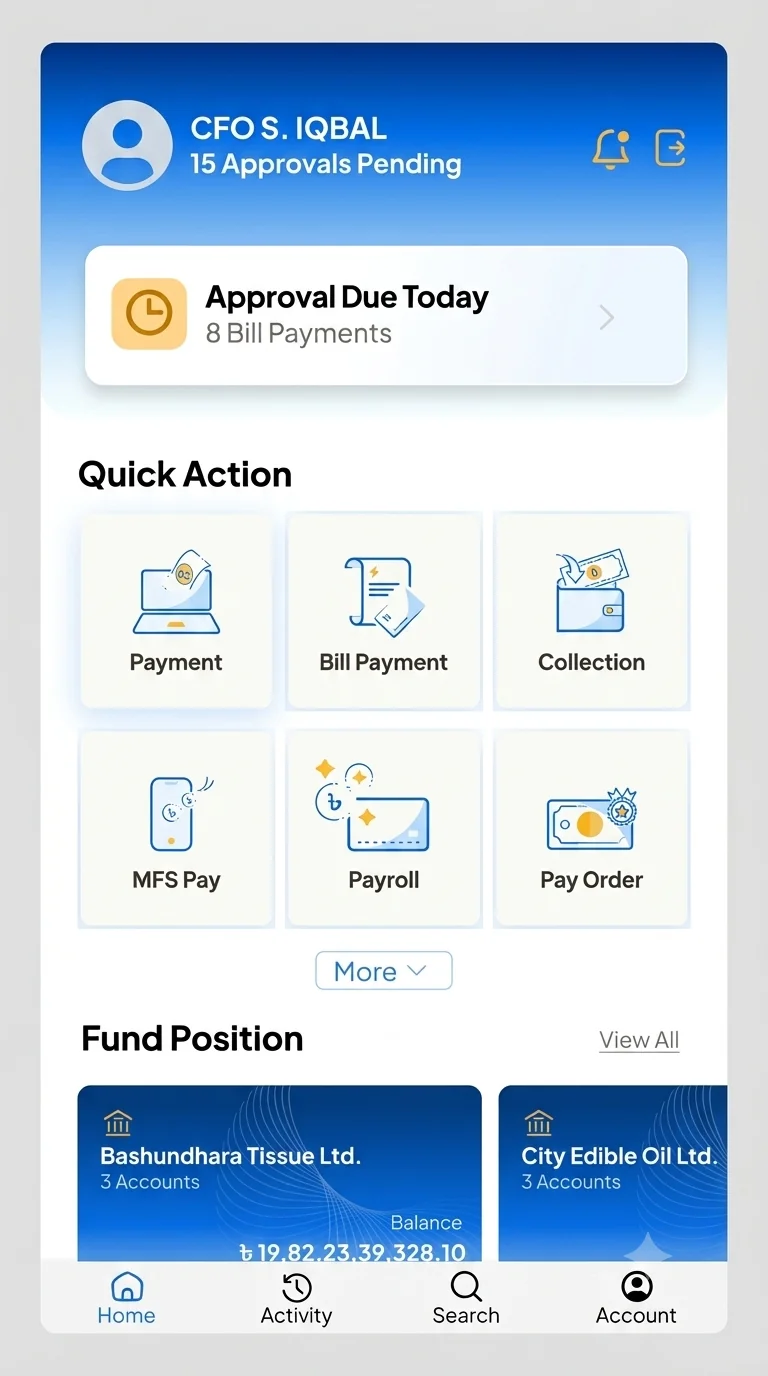 CFO S. IQBAL
15 Approvals Pending
Approval Due Today
8 Bill Payments
Quick Action
Payment
Bill Payment
Collection
MFS Pay
৳
Payroll
Pay Order
More
Fund Position
View All
Bashundhara Tissue Ltd.
3 Accounts
Balance
৳ 19,82,23,39,328.10
City Edible Oil Ltd.
3 Accounts
Home
Activity
Search
Account